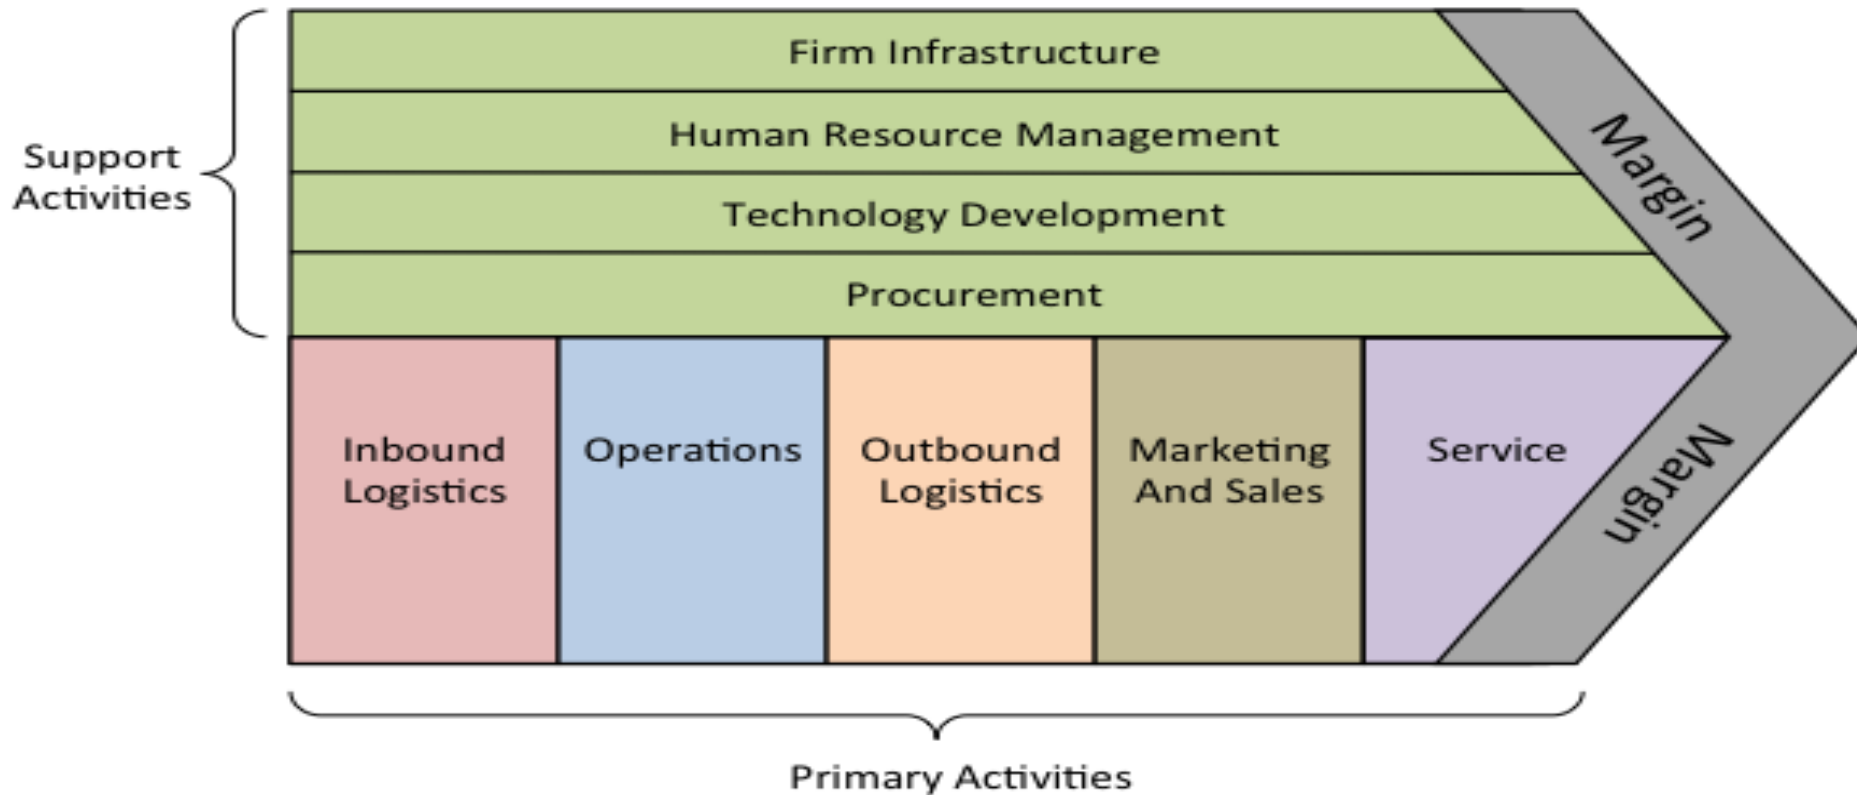 Firm Infrastructure
Human Resource Management
Technology Development
Procurement
Support
Activities
Margin
Inbound
Logistics
Operations
Outbound
Logistics
Marketing
And Sales
Service
Margin
Primary Activities